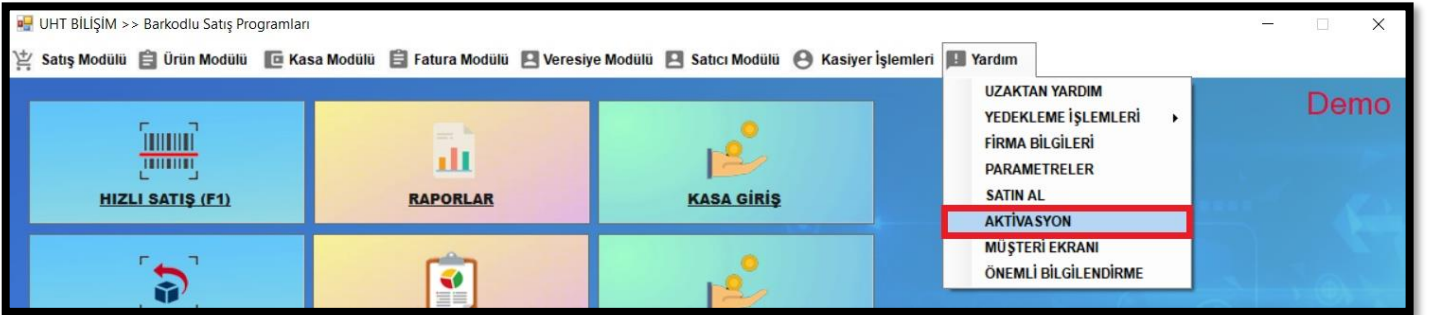 UHT BİLİŞİM >> Barkodlu Satış Programları
Satış Modülü Ürün Modülü Kasa Modülü Fatura Modülü Veresiye Modülü Satıcı Modülü Kasiyer İşlemleri Yardım
UZAKTAN YARDIM
YEDEKLEME İŞLEMLERİ
FİRMA BİLGİLERİ
PARAMETRELER
SATIN AL
AKTİVASYON
MÜŞTERİ EKRANI
ÖNEMLİ BİLGİLENDİRME
Demo
HIZLI SATIŞ (F1)
RAPORLAR
KASA GİRİŞ